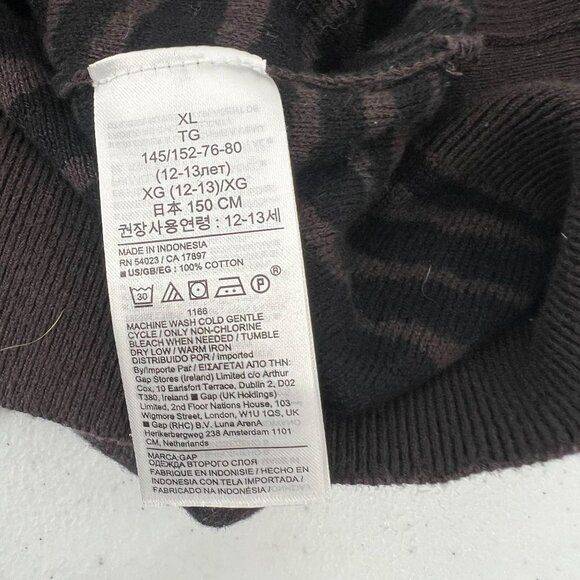 XL
TG
145/152-76-80
(12-13лет)
XG (12-13)/XG
日本 150 CM
권장사용연령 : 12-13세
MADE IN INDONESIA
RN 54023 / CA 17897
■ US/GB/EG : 100% COTTON
30 P ®
1166
MACHINE WASH COLD GENTLE
CYCLE / ONLY NON-CHLORINE
BLEACH WHEN NEEDED / TUMBLE
DRY LOW / WARM IRON
DISTRIBUIDO POR / Imported
By/Importe Par / ΕΙΣΑΓΕΤΑΙ ΑΠΟ ΤΗΝ:
Gap Stores (Ireland) Limited c/o Arthur
Cox, 10 Earlsfort Terrace, Dublin 2, D02
T380, Ireland ■ Gap (UK Holdings)
Limited, 2nd Floor Nations House, 103
Wigmore Street, London, W1U 1QS, UK
■ Gap (RHC) B.V. Luna ArenA
Herikerbergweg 238 Amsterdam 1101
CM, Netherlands
МАРСА:GAP
ОДЕЖДА ВТОРОГО СЛОЯ
FABRIQUÉ EN INDONISIE / HECHO EN
INDONESIA CON TELA IMPORTADA /
FABRICADO NA INDONÉSIA /